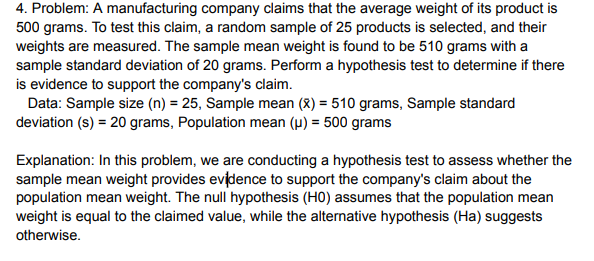 4. Problem: A manufacturing company claims that the average weight of its product is
500 grams. To test this claim, a random sample of 25 products is selected, and their
weights are measured. The sample mean weight is found to be 510 grams with a
sample standard deviation of 20 grams. Perform a hypothesis test to determine if there
is evidence to support the company's claim.
Data: Sample size (n) = 25, Sample mean (x̄) = 510 grams, Sample standard
deviation (s) = 20 grams, Population mean (μ) = 500 grams
Explanation: In this problem, we are conducting a hypothesis test to assess whether the
sample mean weight provides evidence to support the company's claim about the
population mean weight. The null hypothesis (H0) assumes that the population mean
weight is equal to the claimed value, while the alternative hypothesis (Ha) suggests
otherwise.